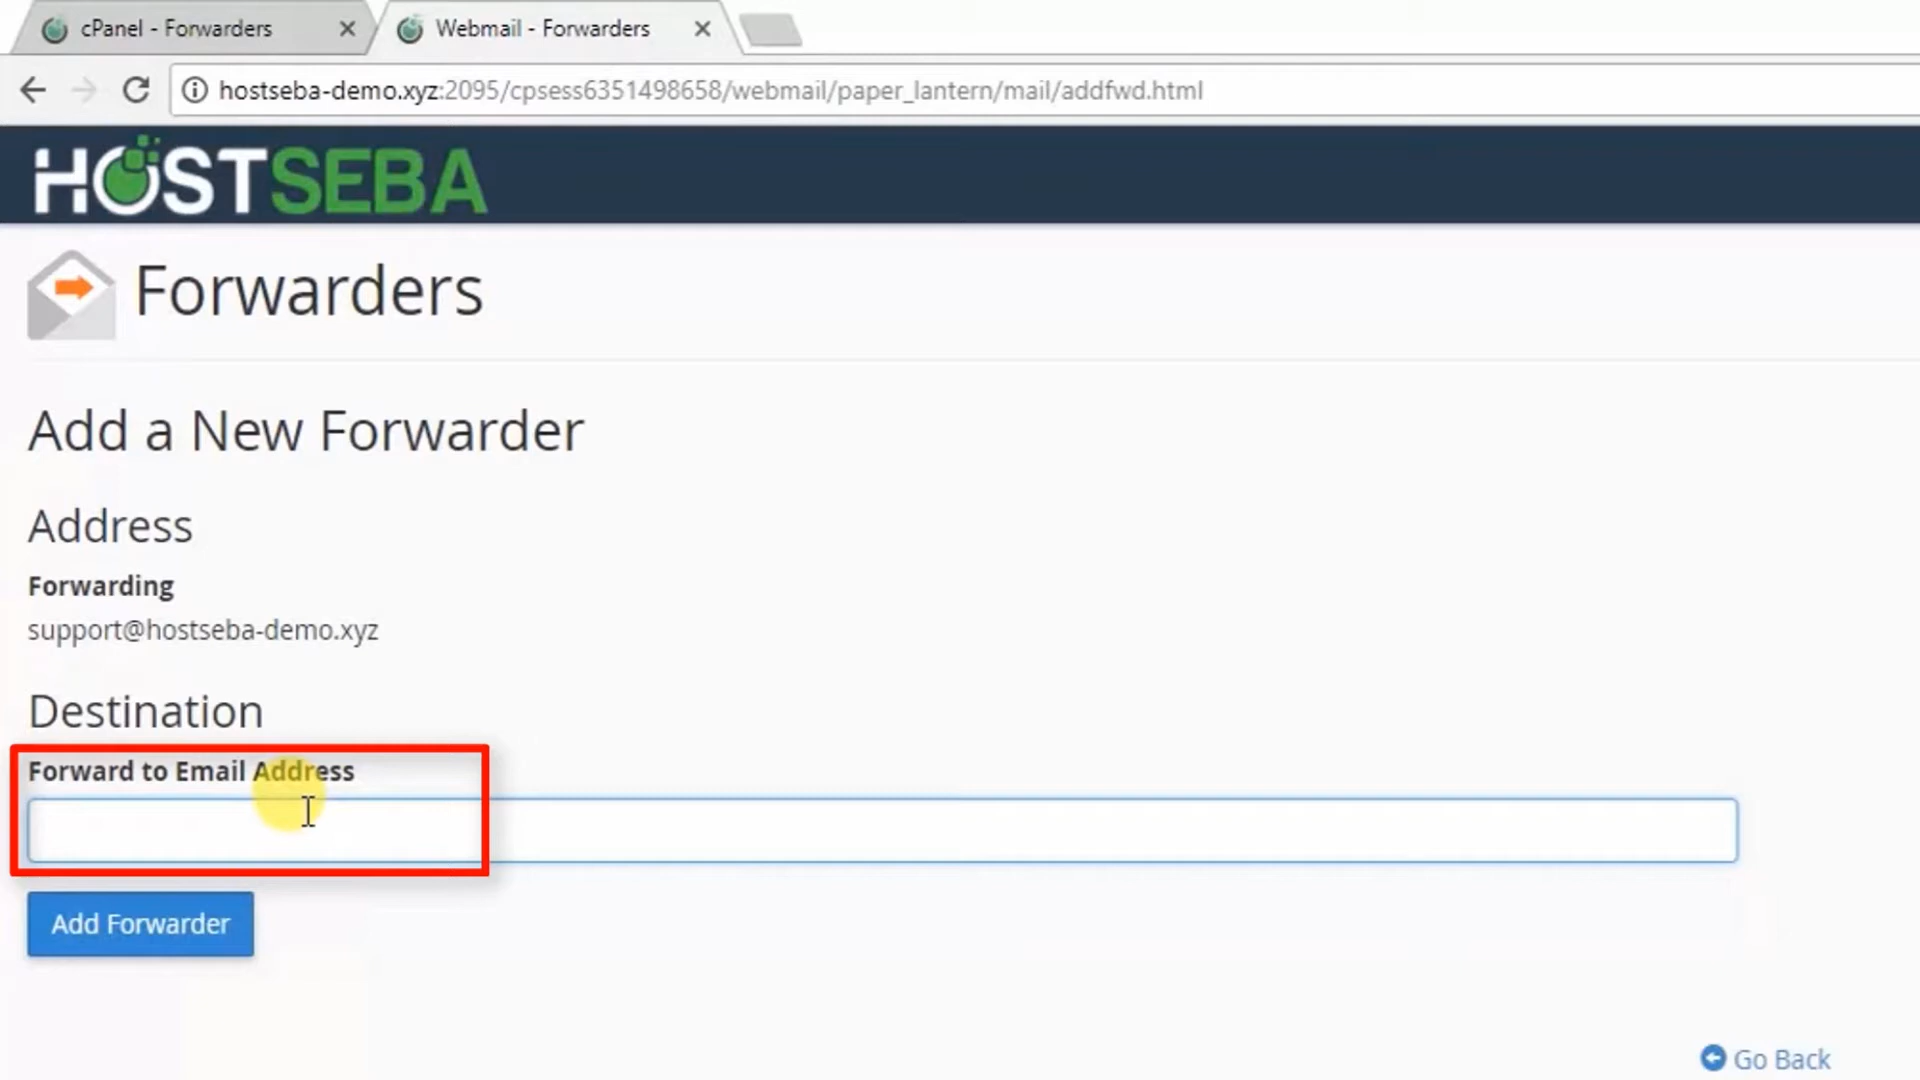 cPanel - Forwarders
Webmail - Forwarders
hostseba-demo.xyz:2095/cpsess6351498658/webmail/paper_lantern/mail/addfwd.html
HOSTSEBA
Forwarders
Add a New Forwarder
Address
Forwarding
support@hostseba-demo.xyz
Destination
Forward to Email Address
Add Forwarder
Go Back